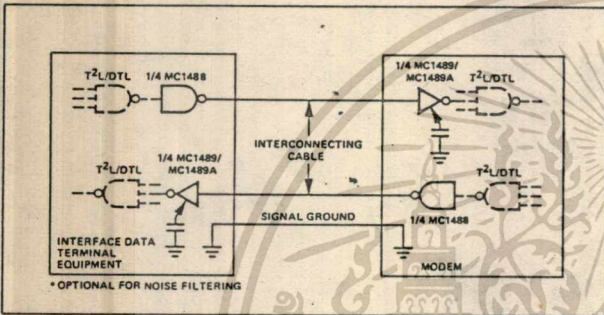 T²L/DTL
1/4 MC1488
1/4 MC1489/
MC1489A
T²L/DTL
INTERCONNECTING
CABLE
T²L/DTL
1/4 MC1489/
MC1489A
T²L/DTL
1/4 MC1488
SIGNAL GROUND
INTERFACE DATA
TERMINAL
EQUIPMENT
MODEM
* OPTIONAL FOR NOISE FILTERING